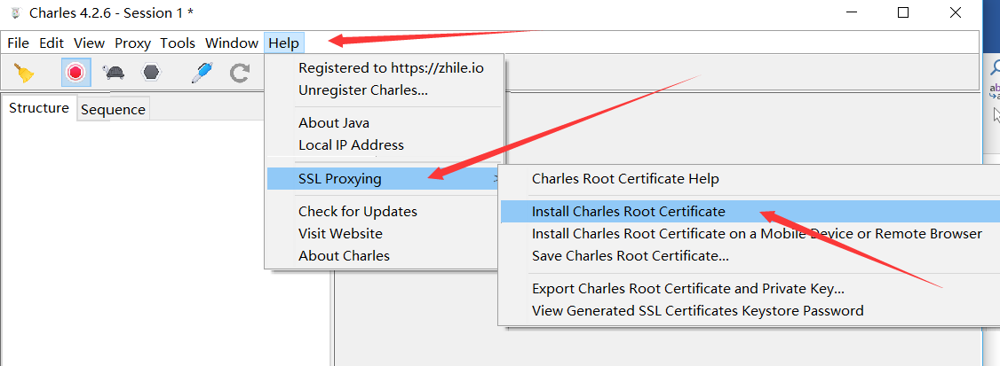 Charles 4.2.6 - Session 1 *
File Edit View Proxy Tools Window Help
Structure Sequence
Registered to https://zhile.io
Unregister Charles...
About Java
Local IP Address
SSL Proxying
Check for Updates
Visit Website
About Charles
Charles Root Certificate Help
Install Charles Root Certificate
Install Charles Root Certificate on a Mobile Device or Remote Browser
Save Charles Root Certificate...
Export Charles Root Certificate and Private Key...
View Generated SSL Certificates Keystore Password